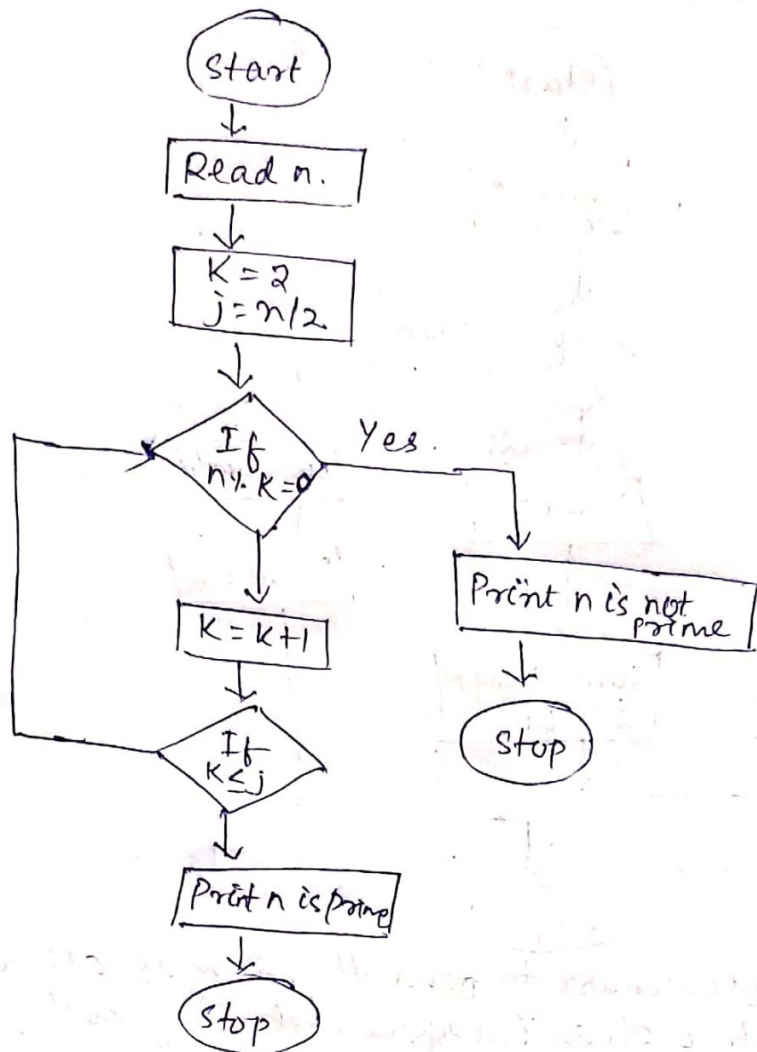 Start
Read n.
K = 2
j = n/2
If
n % K = 0
Yes.
K = K+1
If
K ≤ j
Print n is prime
Stop
Print n is not
prime
Stop